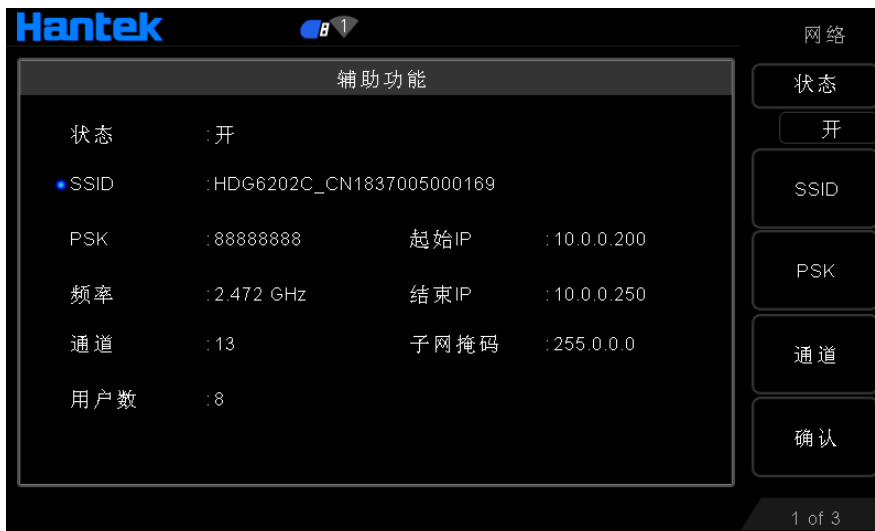 Hantek
1
网络
辅助功能
状态 :开
SSID :HDG6202C_CN1837005000169
PSK :88888888 起始IP :10.0.0.200
频率 :2.472 GHz 结束IP :10.0.0.250
通道 :13 子网掩码 :255.0.0.0
用户数 :8
状态
开
SSID
PSK
通道
确认
1 of 3